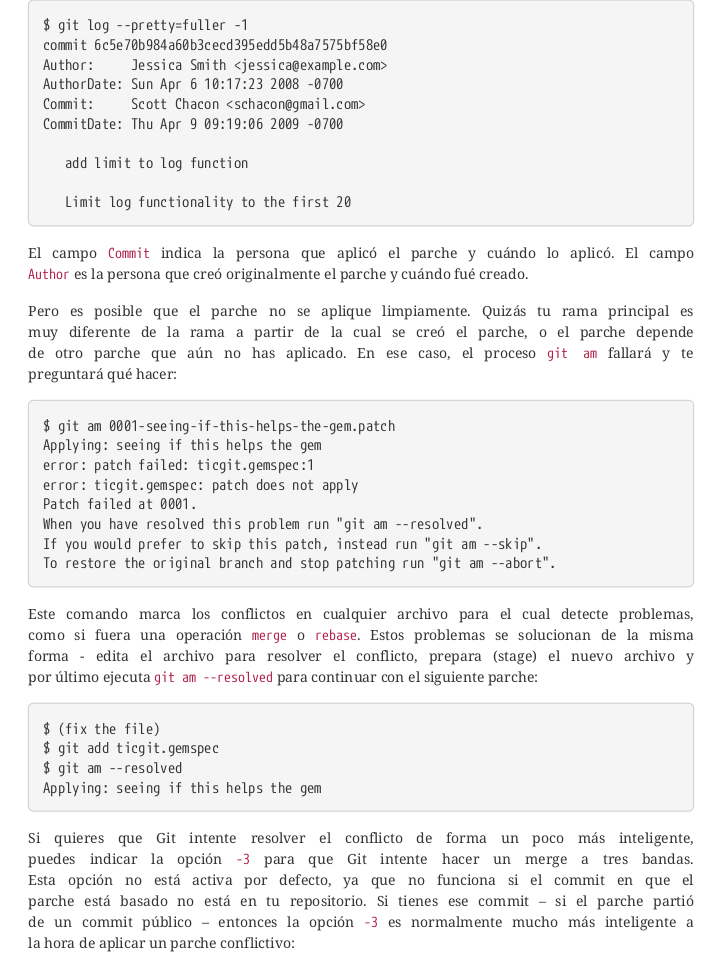 $ git log --pretty=fuller -1
commit 6c5e70b984a60b3cecd395edd5b48a7575bf58e0
Author:     Jessica Smith <jessica@example.com>
AuthorDate: Sun Apr 6 10:17:23 2008 -0700
Commit:     Scott Chacon <schacon@gmail.com>
CommitDate: Thu Apr 9 09:19:06 2009 -0700
   add limit to log function
   Limit log functionality to the first 20
El campo Commit indica la persona que aplicó el parche y cuándo lo aplicó. El campo
Author es la persona que creó originalmente el parche y cuándo fué creado.
Pero es posible que el parche no se aplique limpiamente. Quizás tu rama principal es
muy diferente de la rama a partir de la cual se creó el parche, o el parche depende
de otro parche que aún no has aplicado. En ese caso, el proceso git am fallará y te
preguntará qué hacer:
$ git am 0001-seeing-if-this-helps-the-gem.patch
Applying: seeing if this helps the gem
error: patch failed: ticgit.gemspec:1
error: ticgit.gemspec: patch does not apply
Patch failed at 0001.
When you have resolved this problem run "git am --resolved".
If you would prefer to skip this patch, instead run "git am --skip".
To restore the original branch and stop patching run "git am --abort".
Este comando marca los conflictos en cualquier archivo para el cual detecte problemas,
como si fuera una operación merge o rebase. Estos problemas se solucionan de la misma
forma - edita el archivo para resolver el conflicto, prepara (stage) el nuevo archivo y
por último ejecuta git am --resolved para continuar con el siguiente parche:
$ (fix the file)
$ git add ticgit.gemspec
$ git am --resolved
Applying: seeing if this helps the gem
Si quieres que Git intente resolver el conflicto de forma un poco más inteligente,
puedes indicar la opción -3 para que Git intente hacer un merge a tres bandas.
Esta opción no está activa por defecto, ya que no funciona si el commit en que el
parche está basado no está en tu repositorio. Si tienes ese commit – si el parche partió
de un commit público – entonces la opción -3 es normalmente mucho más inteligente a
la hora de aplicar un parche conflictivo: